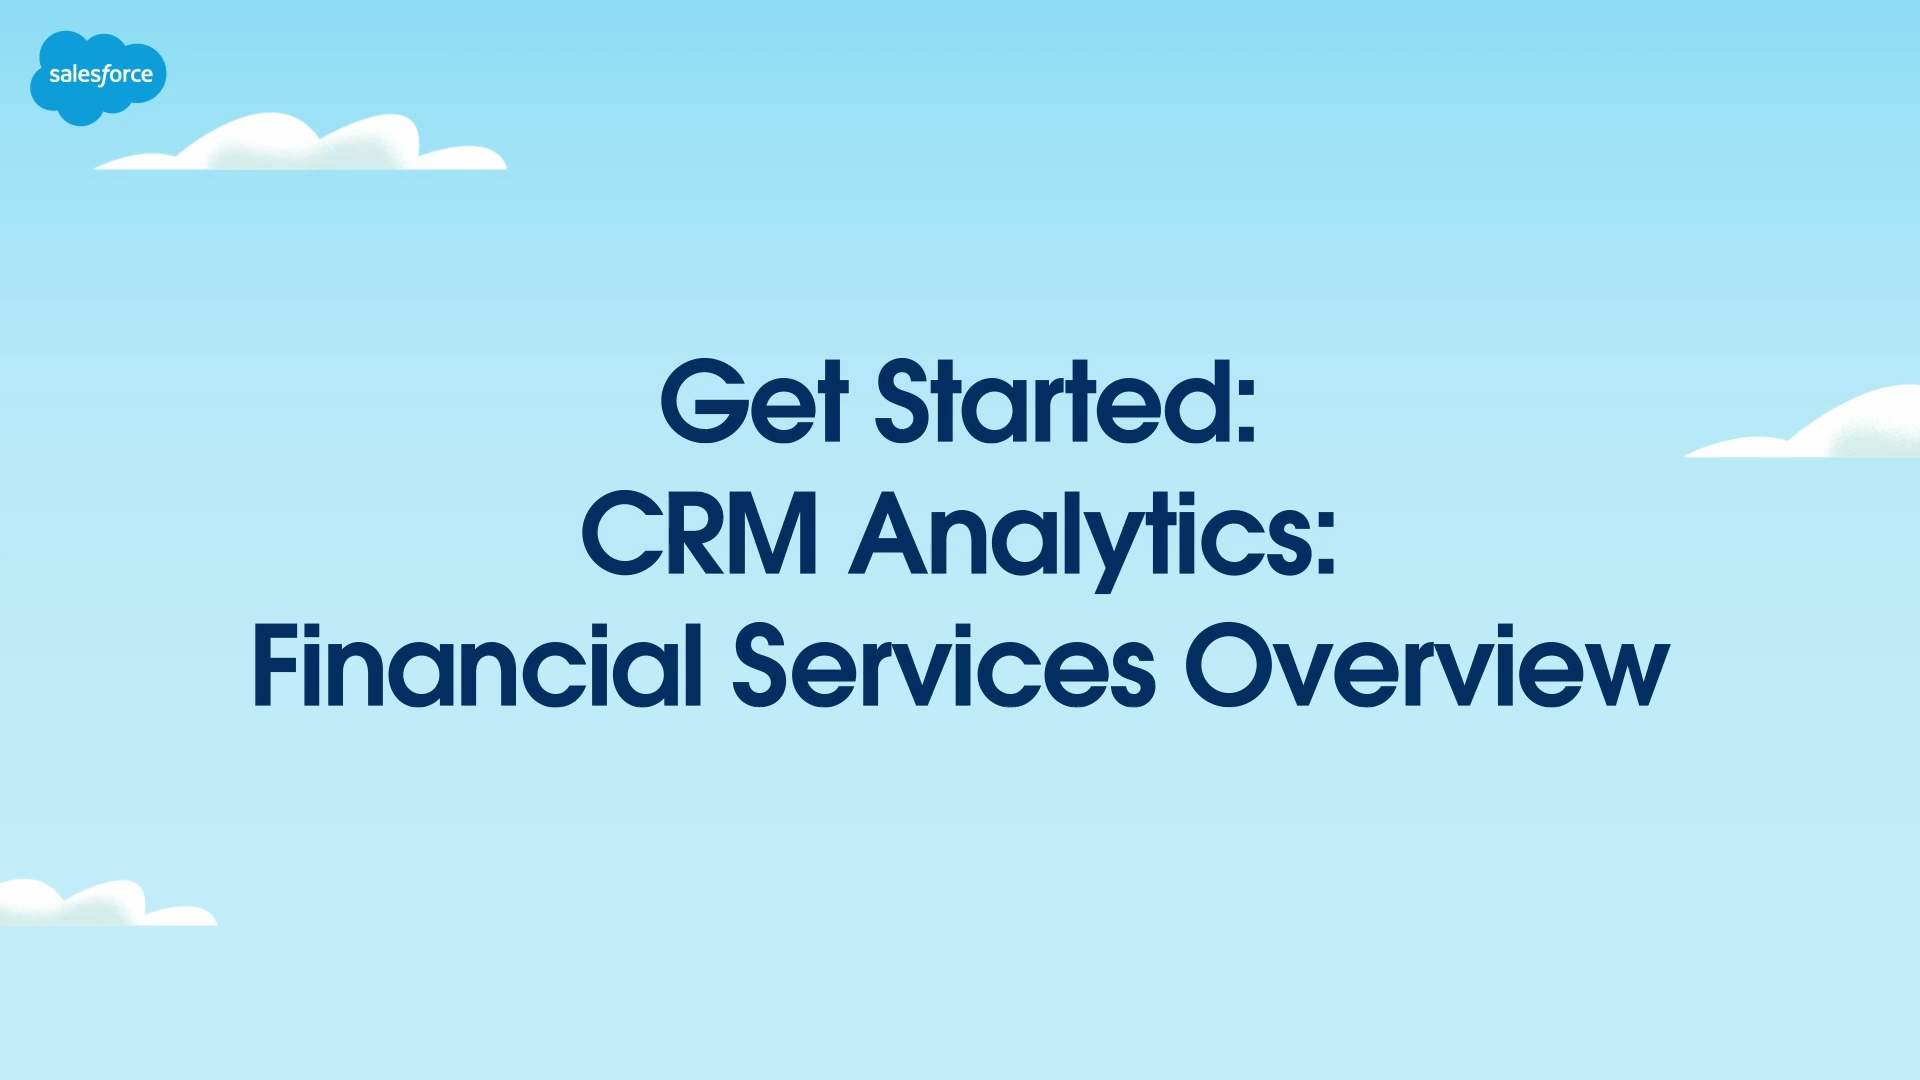 salesforce
Get Started:
CRM Analytics:
Financial Services Overview